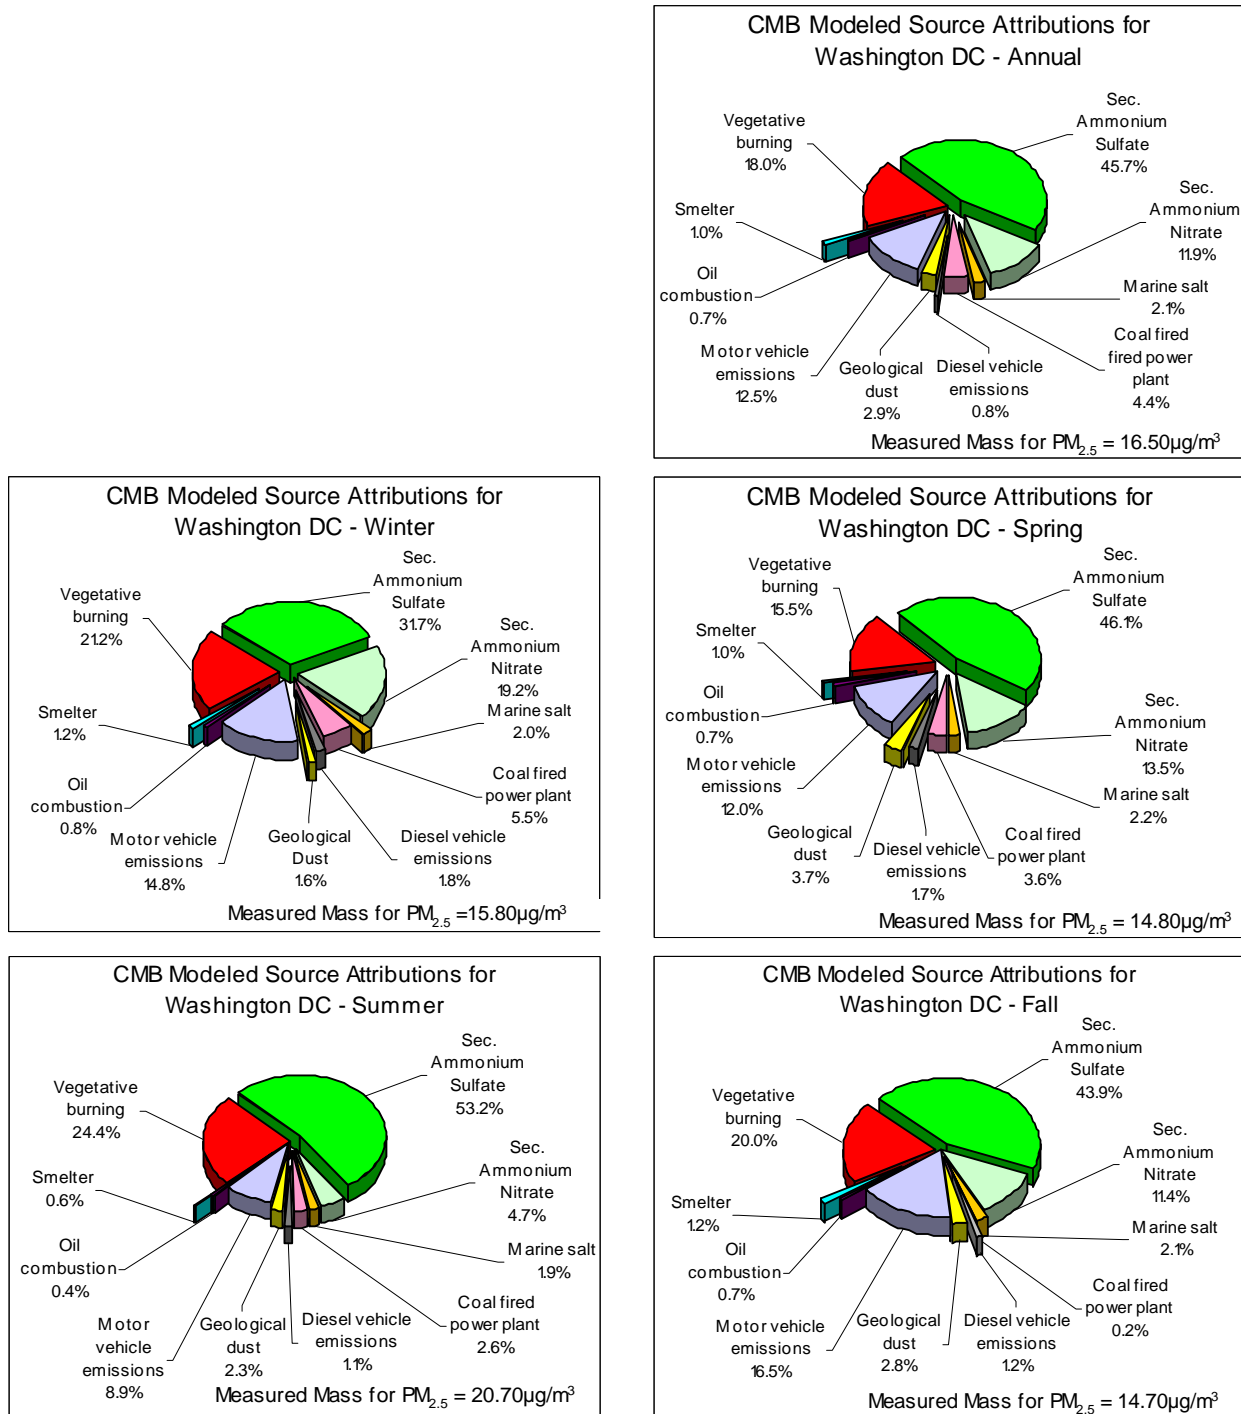 CMB Modeled Source Attributions for
Washington DC - Annual
Sec.
Ammonium
Sulfate
45.7%
Vegetative
burning
18.0%
Sec.
Ammonium
Nitrate
11.9%
Smelter
1.0%
Oil
combustion
0.7%
Marine salt
2.1%
Motor vehicle
emissions
12.5%
Geological
dust
2.9%
Diesel vehicle
emissions
0.8%
Coal fired
fired power
plant
4.4%
Measured Mass for PM2.5 = 16.50µg/m³
CMB Modeled Source Attributions for
Washington DC - Winter
Sec.
Ammonium
Sulfate
31.7%
Vegetative
burning
21.2%
Sec.
Ammonium
Nitrate
19.2%
Smelter
1.2%
Marine salt
2.0%
Oil
combustion
0.8%
Coal fired
power plant
5.5%
Motor vehicle
emissions
14.8%
Geological
Dust
1.6%
Diesel vehicle
emissions
1.8%
Measured Mass for PM2.5 =15.80µg/m³
CMB Modeled Source Attributions for
Washington DC - Spring
Sec.
Ammonium
Sulfate
46.1%
Vegetative
burning
15.5%
Smelter
1.0%
Oil
combustion
0.7%
Sec.
Ammonium
Nitrate
13.5%
Motor vehicle
emissions
12.0%
Marine salt
2.2%
Geological
dust
3.7%
Diesel vehicle
emissions
1.7%
Coal fired
power plant
3.6%
Measured Mass for PM2.5 = 14.80µg/m³
CMB Modeled Source Attributions for
Washington DC - Summer
Sec.
Ammonium
Sulfate
53.2%
Vegetative
burning
24.4%
Sec.
Ammonium
Nitrate
4.7%
Smelter
0.6%
Oil
combustion
0.4%
Marine salt
1.9%
Motor
vehicle
emissions
8.9%
Geological
dust
2.3%
Diesel vehicle
emissions
1.1%
Coal fired
power plant
2.6%
Measured Mass for PM2.5 = 20.70µg/m³
CMB Modeled Source Attributions for
Washington DC - Fall
Sec.
Ammonium
Sulfate
43.9%
Vegetative
burning
20.0%
Sec.
Ammonium
Nitrate
11.4%
Smelter
1.2%
Marine salt
2.1%
Oil
combustion
0.7%
Coal fired
power plant
0.2%
Motor vehicle
emissions
16.5%
Geological
dust
2.8%
Diesel vehicle
emissions
1.2%
Measured Mass for PM2.5 = 14.70µg/m³